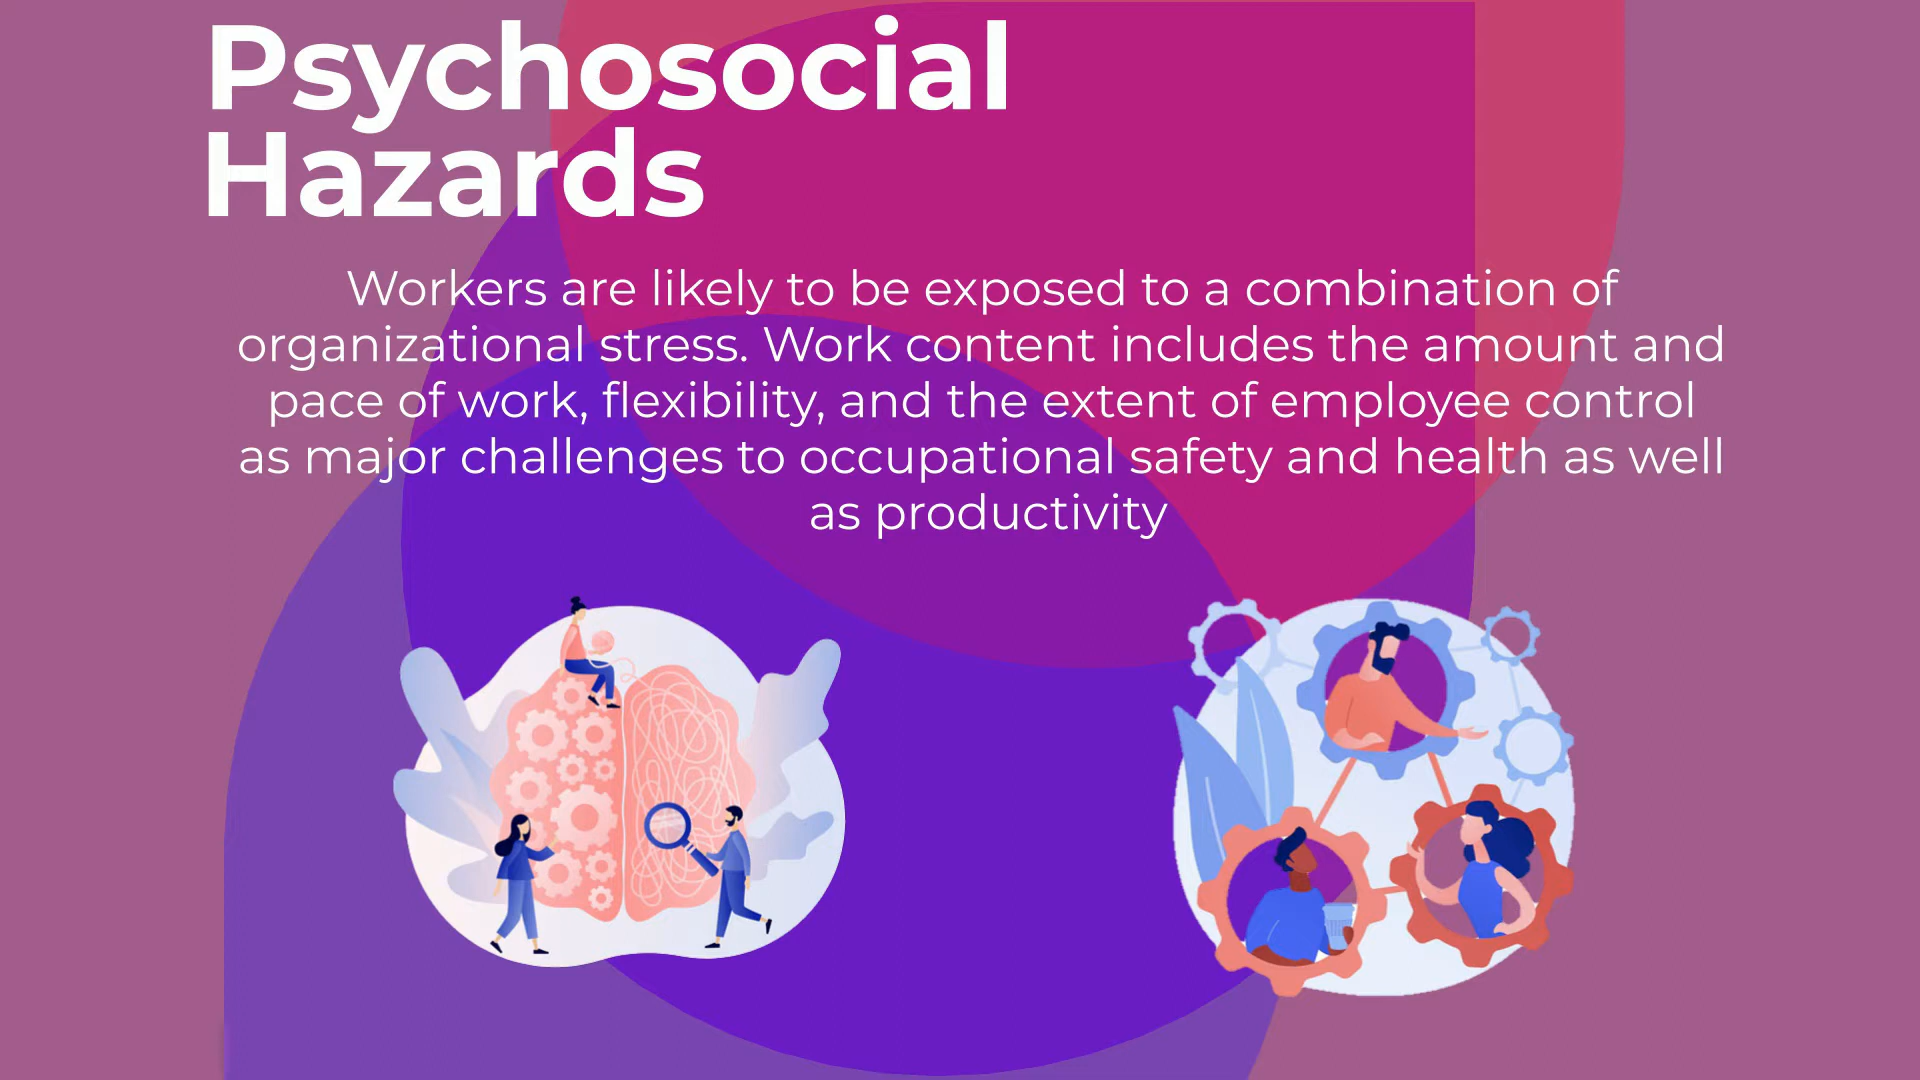 Psychosocial
Hazards
Workers are likely to be exposed to a combination of
organizational stress. Work content includes the amount and
pace of work, flexibility, and the extent of employee control
as major challenges to occupational safety and health as well
as productivity